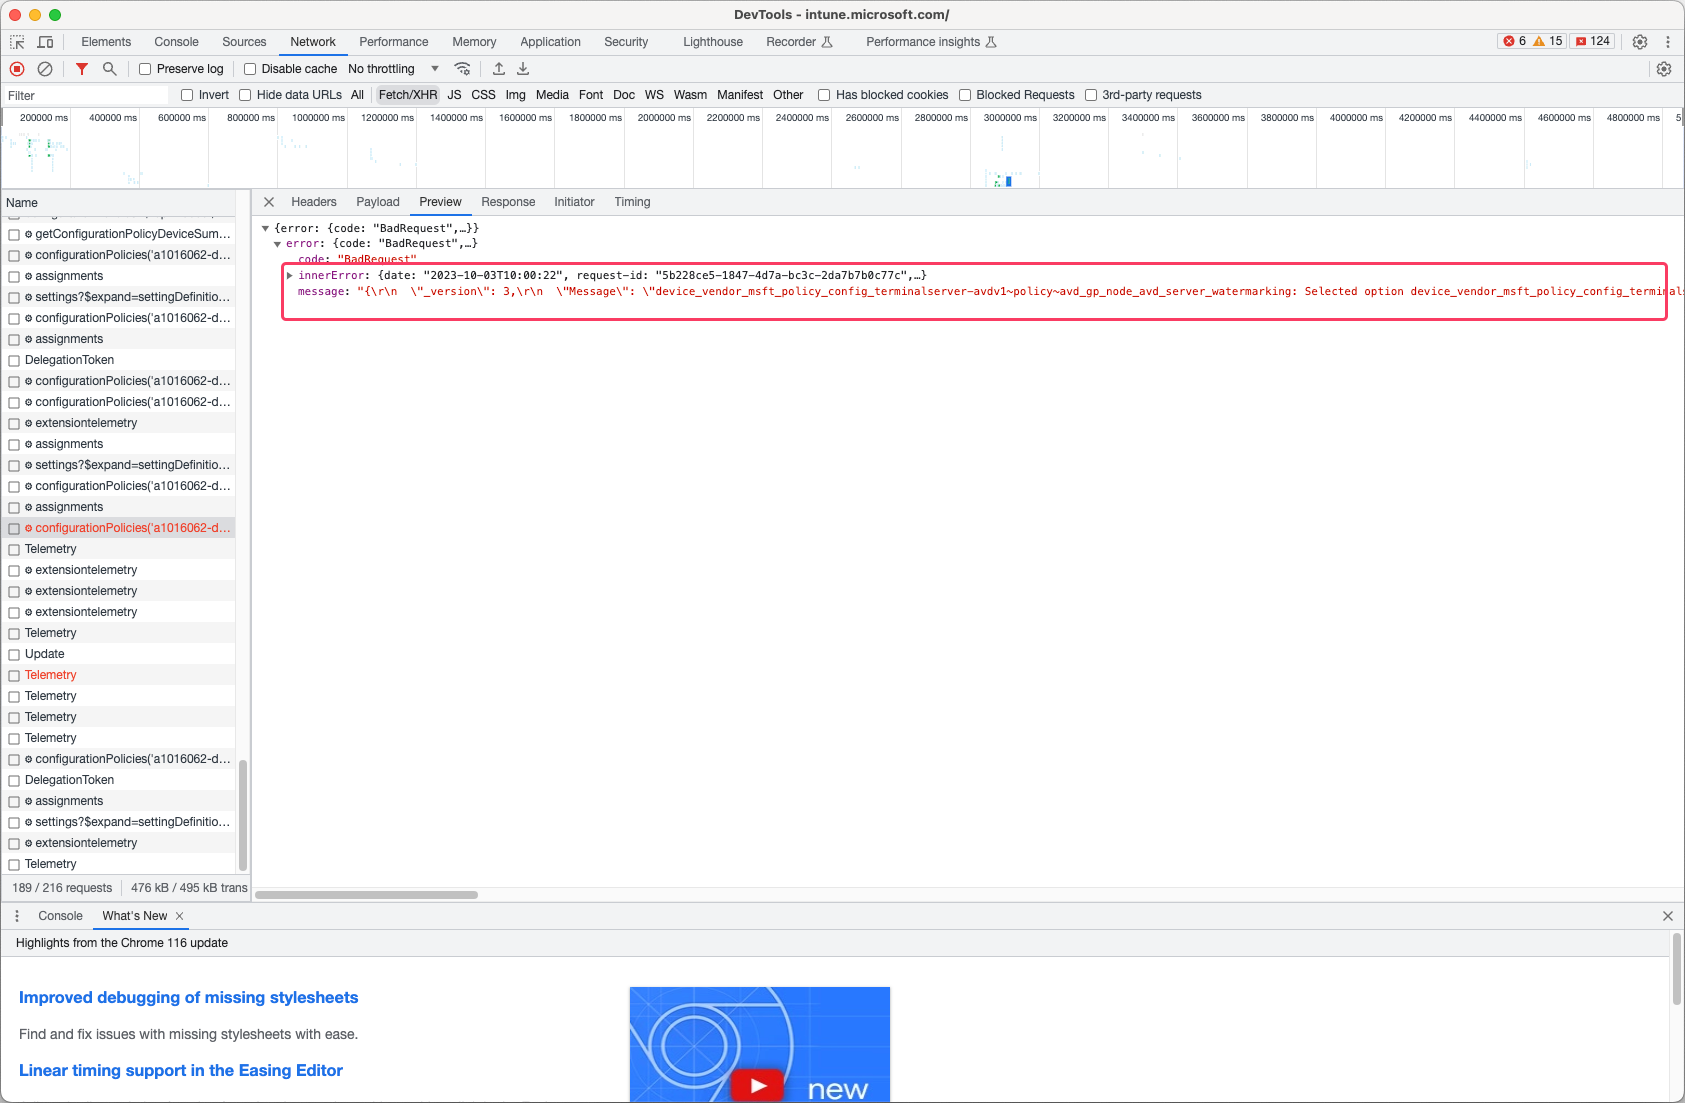 DevTools - intune.microsoft.com/
Elements Console Sources Network Performance Memory Application Security Lighthouse Recorder Performance insights 6 15 124
Preserve log Disable cache No throttling
Filter Invert Hide data URLs All Fetch/XHR JS CSS Img Media Font Doc WS Wasm Manifest Other Has blocked cookies Blocked Requests 3rd-party requests
200000 ms 400000 ms 600000 ms 800000 ms 1000000 ms 1200000 ms 1400000 ms 1600000 ms 1800000 ms 2000000 ms 2200000 ms 2400000 ms 2600000 ms 2800000 ms 3000000 ms 3200000 ms 3400000 ms 3600000 ms 3800000 ms 4000000 ms 4200000 ms 4400000 ms 4600000 ms 4800000 ms 5
Name
getConfigurationPolicyDeviceSum...
configurationPolicies('a1016062-d...
assignments
settings?$expand=settingDefinitio...
configurationPolicies('a1016062-d...
assignments
DelegationToken
configurationPolicies('a1016062-d...
configurationPolicies('a1016062-d...
extensiontelemetry
assignments
settings?$expand=settingDefinitio...
configurationPolicies('a1016062-d...
assignments
configurationPolicies('a1016062-d...
Telemetry
extensiontelemetry
extensiontelemetry
extensiontelemetry
Telemetry
Update
Telemetry
Telemetry
Telemetry
Telemetry
configurationPolicies('a1016062-d...
DelegationToken
assignments
settings?$expand=settingDefinitio...
extensiontelemetry
Telemetry
189 / 216 requests 476 kB / 495 kB trans
Headers Payload Preview Response Initiator Timing
{error: {code: "BadRequest",…}}
error: {code: "BadRequest",…}
code: "BadRequest"
innerError: {date: "2023-10-03T10:00:22", request-id: "5b228ce5-1847-4d7a-bc3c-2da7b7b0c77c",…}
message: "{\r\n  \"_version\": 3,\r\n  \"Message\": \"device_vendor_msft_policy_config_terminalserver-avdv1~policy~avd_gp_node_avd_server_watermarking: Selected option device_vendor_msft_policy_config_terminals
Console What's New
Highlights from the Chrome 116 update
Improved debugging of missing stylesheets
Find and fix issues with missing stylesheets with ease.
Linear timing support in the Easing Editor
new